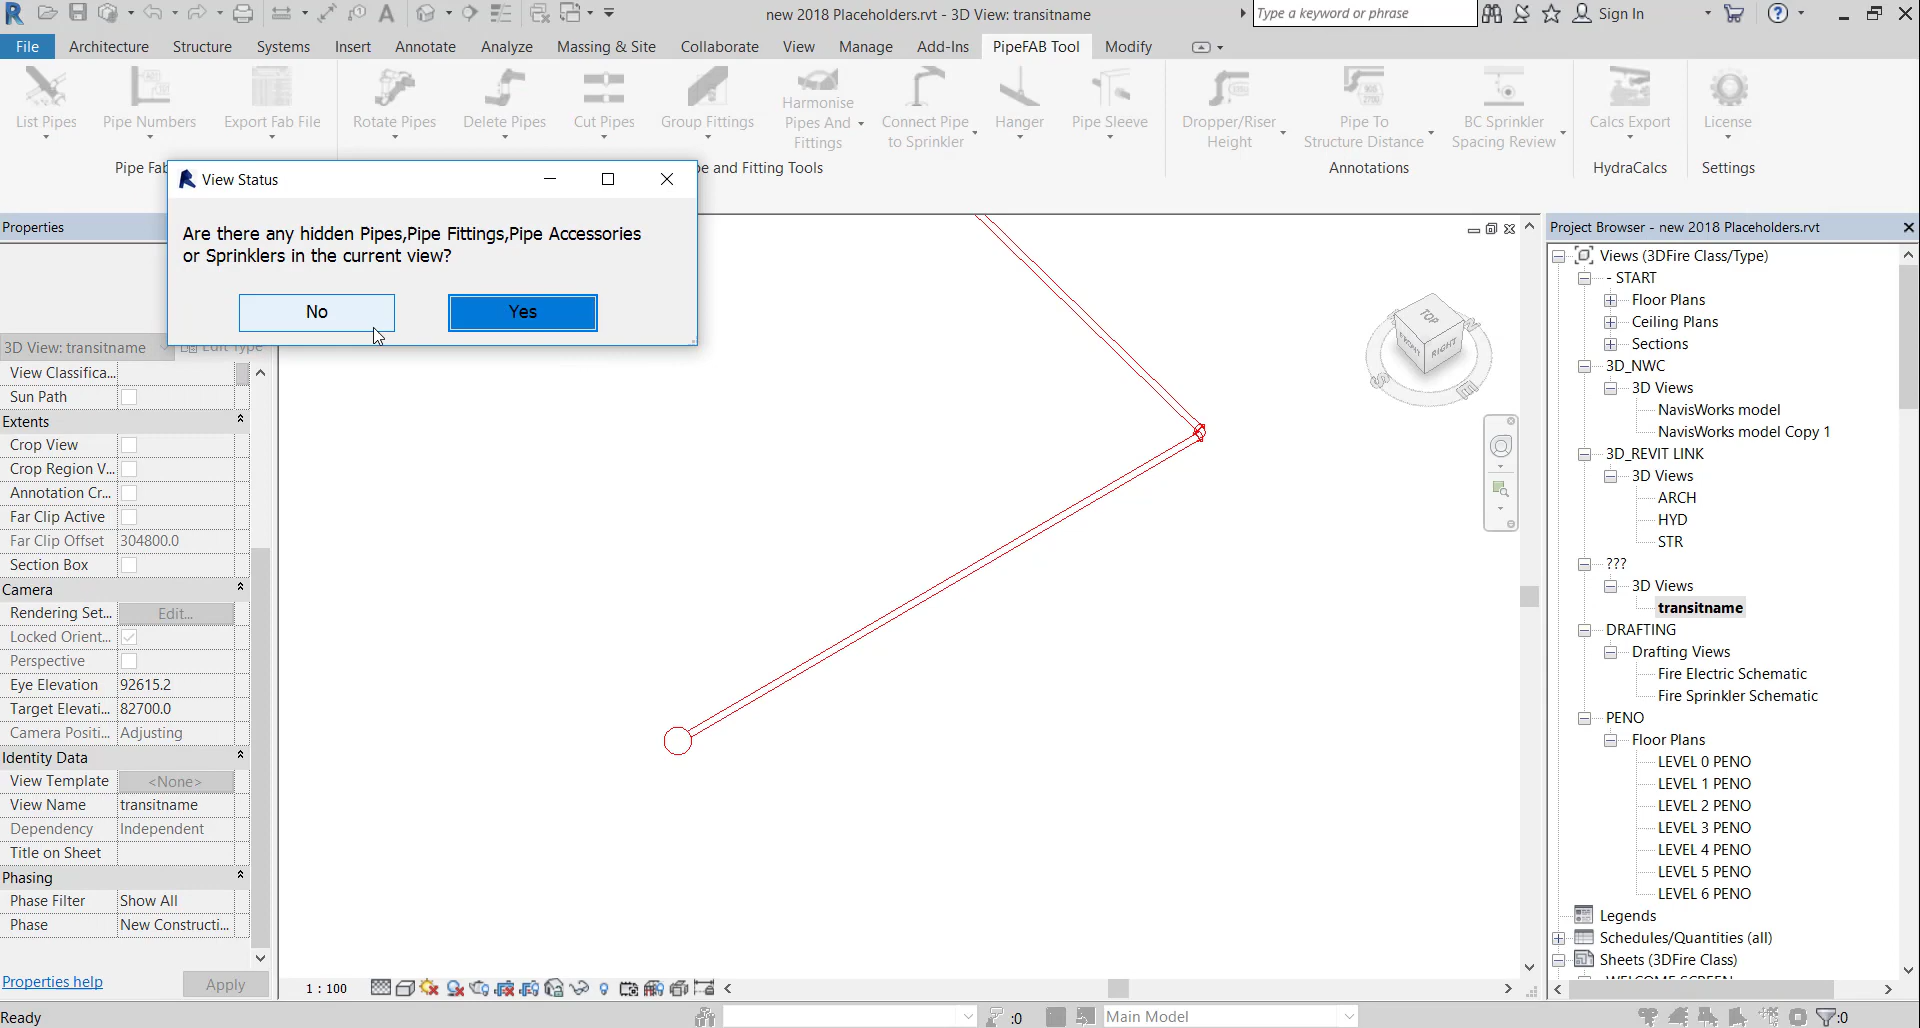 new 2018 Placeholders.rvt - 3D View: transitname
Type a keyword or phrase
Sign In
File
Architecture
Structure
Systems
Insert
Annotate
Analyze
Massing & Site
Collaborate
View
Manage
Add-Ins
PipeFAB Tool
Modify
List Pipes
Pipe Numbers
Export Fab File
Rotate Pipes
Delete Pipes
Cut Pipes
Group Fittings
Harmonise
Pipes And
Fittings
Connect Pipe
to Sprinkler
Hanger
Pipe Sleeve
Dropper/Riser
Height
Pipe To
Structure Distance
BC Sprinkler
Spacing Review
Calcs Export
License
Pipe Fab
pe and Fitting Tools
Annotations
HydraCalcs
Settings
View Status
Are there any hidden Pipes,Pipe Fittings,Pipe Accessories
or Sprinklers in the current view?
No
Yes
Properties
3D View: transitname
Edit Type
View Classifica...
Sun Path
Extents
Crop View
Crop Region V...
Annotation Cr...
Far Clip Active
Far Clip Offset 304800.0
Section Box
Camera
Rendering Set... Edit...
Locked Orient...
Perspective
Eye Elevation 92615.2
Target Elevati... 82700.0
Camera Positi... Adjusting
Identity Data
View Template <None>
View Name transitname
Dependency Independent
Title on Sheet
Phasing
Phase Filter Show All
Phase New Constructi...
Properties help
Apply
TOP
FRONT
RIGHT
S
E
N
1 : 100
Project Browser - new 2018 Placeholders.rvt
Views (3DFire Class/Type)
- START
Floor Plans
Ceiling Plans
Sections
3D_NWC
3D Views
NavisWorks model
NavisWorks model Copy 1
3D_REVIT LINK
3D Views
ARCH
HYD
STR
???
3D Views
transitname
DRAFTING
Drafting Views
Fire Electric Schematic
Fire Sprinkler Schematic
PENO
Floor Plans
LEVEL 0 PENO
LEVEL 1 PENO
LEVEL 2 PENO
LEVEL 3 PENO
LEVEL 4 PENO
LEVEL 5 PENO
LEVEL 6 PENO
Legends
Schedules/Quantities (all)
Sheets (3DFire Class)
WELCOME SCREEN
Ready
:0
Main Model
:0